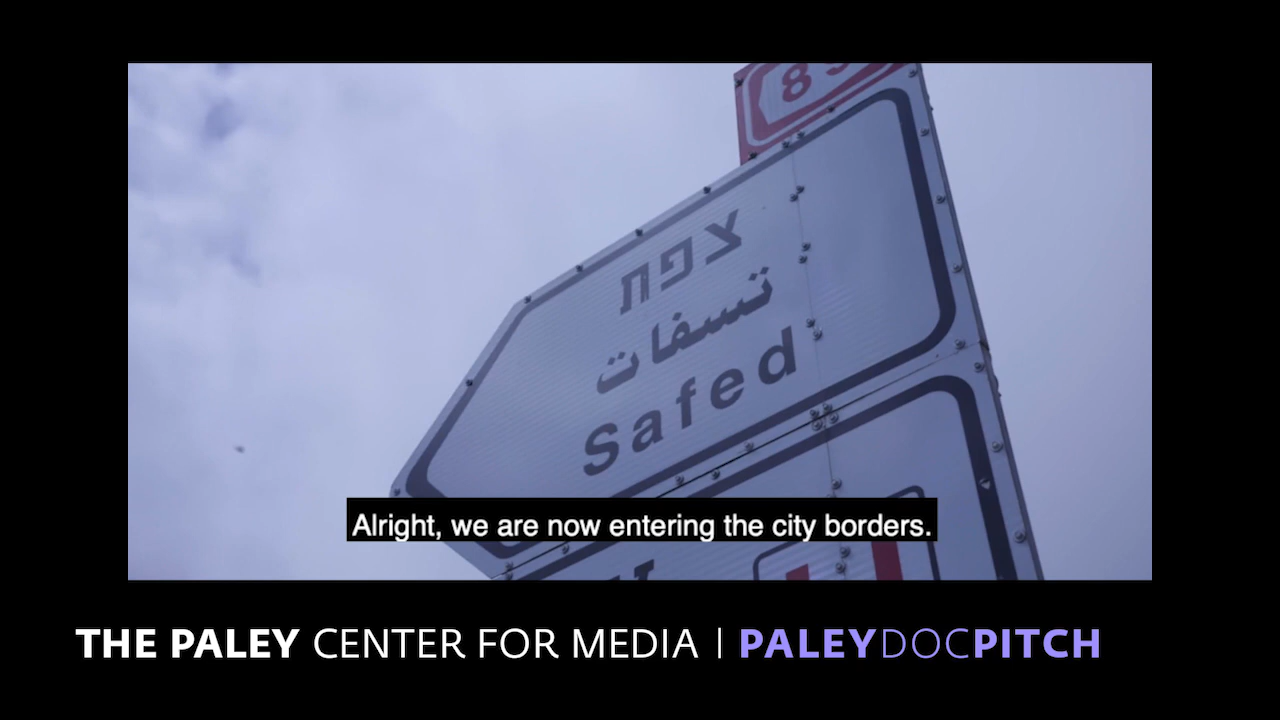 צפת
تسفات
Safed
Alright, we are now entering the city borders.
THE PALEY CENTER FOR MEDIA | PALEYDOCPITCH